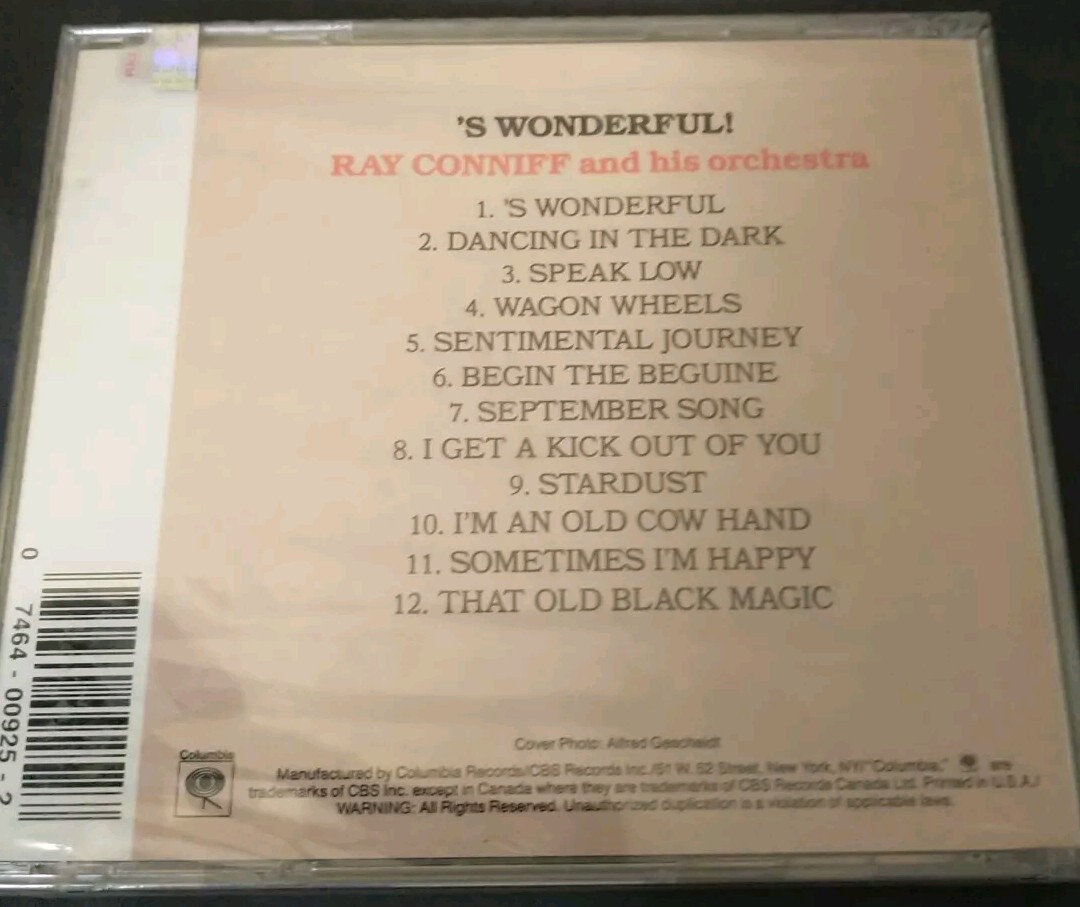 'S WONDERFUL!
RAY CONNIFF and his orchestra
1. 'S WONDERFUL
2. DANCING IN THE DARK
3. SPEAK LOW
4. WAGON WHEELS
5. SENTIMENTAL JOURNEY
6. BEGIN THE BEGUINE
7. SEPTEMBER SONG
8. I GET A KICK OUT OF YOU
9. STARDUST
10. I'M AN OLD COW HAND
11. SOMETIMES I'M HAPPY
12. THAT OLD BLACK MAGIC
0 7464-00925-2
Cover Photo: Alfred Gescheidt
Columbia
Manufactured by Columbia Records/CBS Records Inc./51 W. 52 Street, New York, NY/"Columbia," are
trademarks of CBS Inc. except in Canada where they are trademarks of CBS Records Canada Ltd. Printed in U.S.A./
WARNING: All Rights Reserved. Unauthorized duplication is a violation of applicable laws.